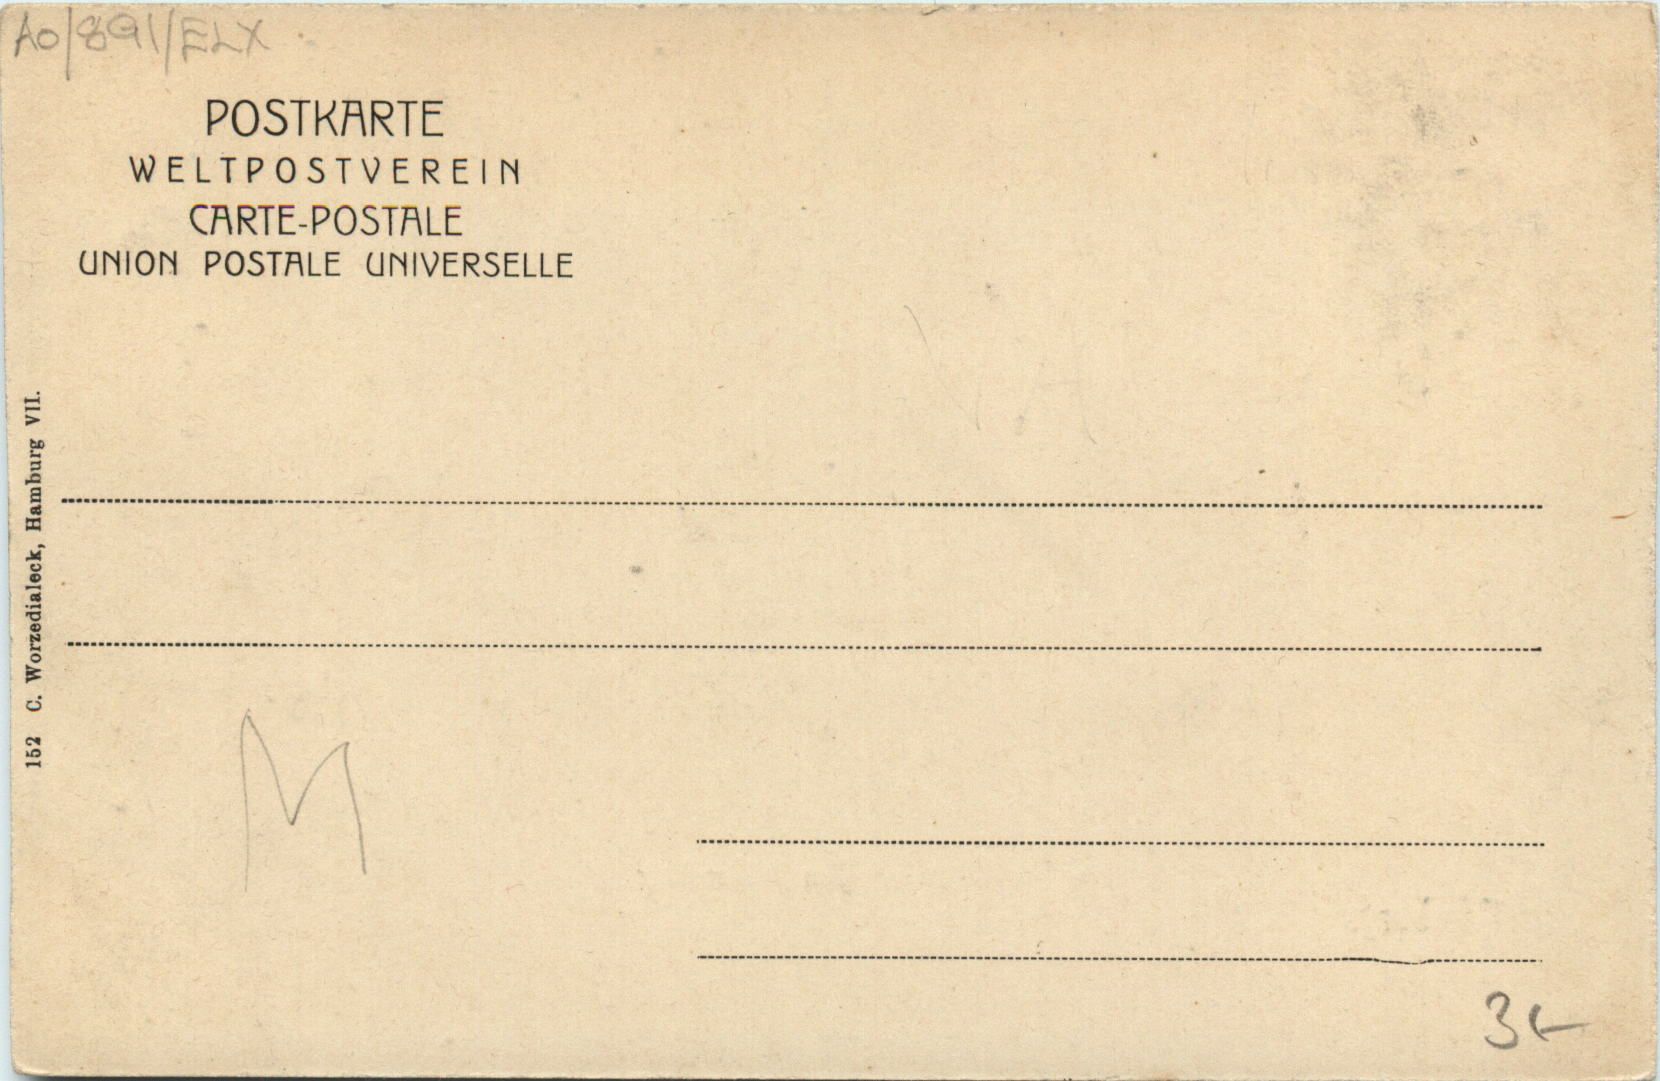 A0/891/ELX
POSTKARTE
WELTPOSTVEREIN
CARTE-POSTALE
UNION POSTALE UNIVERSELLE
152 C. Worzedialeck, Hamburg VII.
M
3